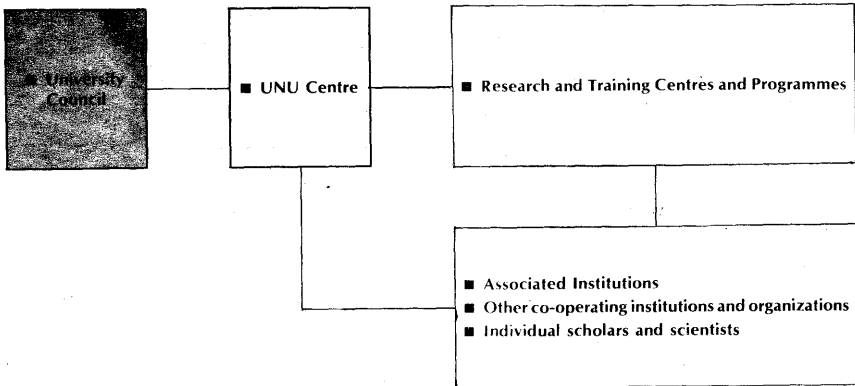 ■ University
Council
■ UNU Centre
■ Research and Training Centres and Programmes
■ Associated Institutions
■ Other co-operating institutions and organizations
■ Individual scholars and scientists